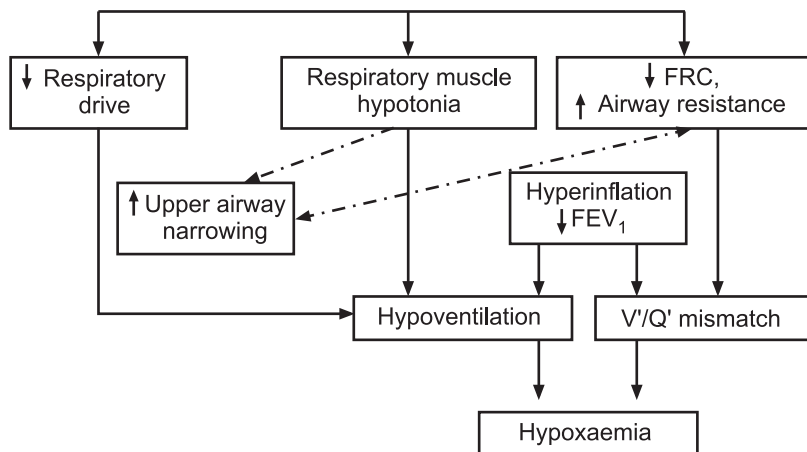 ↓ Respiratory
drive
Respiratory muscle
hypotonia
↓ FRC,
↑ Airway resistance
↑ Upper airway
narrowing
Hyperinflation
↓ FEV₁
Hypoventilation
V'/Q' mismatch
Hypoxaemia